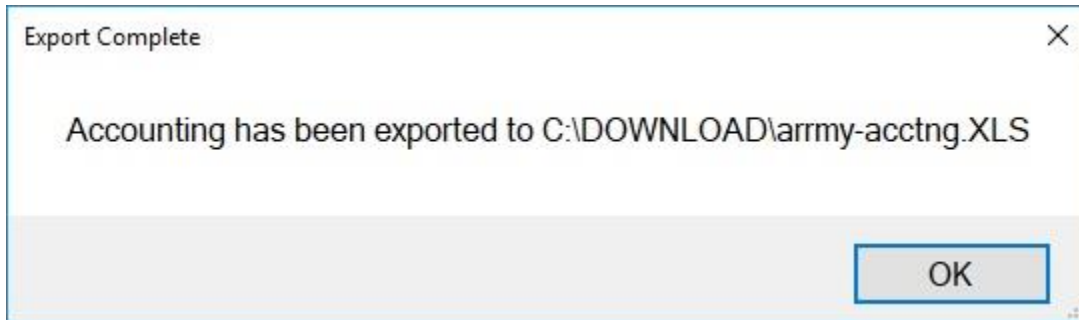 Export Complete
Accounting has been exported to C:\DOWNLOAD\arrmy-acctng.XLS
OK